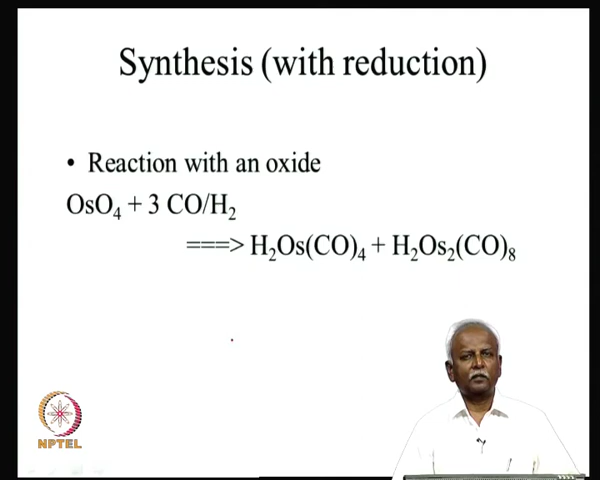 Synthesis (with reduction)
• Reaction with an oxide
OsO₄ + 3 CO/H₂
===> H₂Os(CO)₄ + H₂Os₂(CO)₈
NPTEL